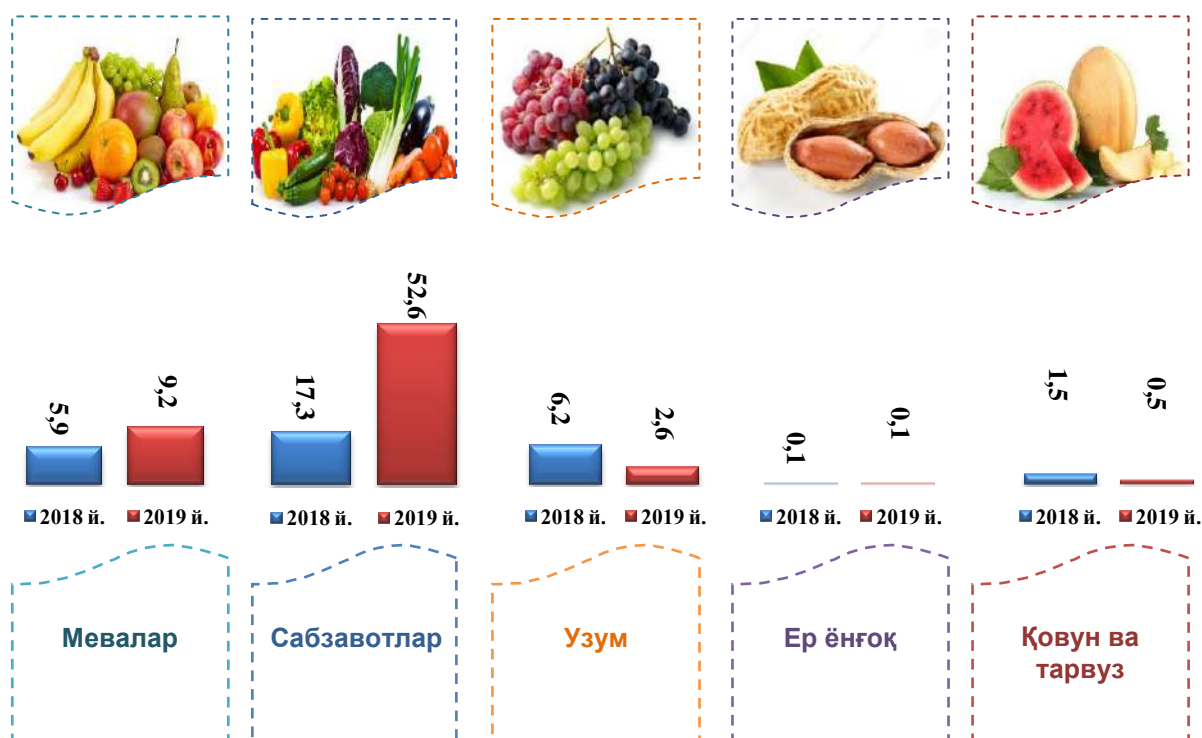 5,9
9,2
17,3
52,6
6,2
2,6
0,1
0,1
1,5
0,5
2018 й. 2019 й.
2018 й. 2019 й.
2018 й. 2019 й.
2018 й. 2019 й.
2018 й. 2019 й.
Мевалар
Сабзавотлар
Узум
Ер ёнғоқ
Қовун ва
тарвуз